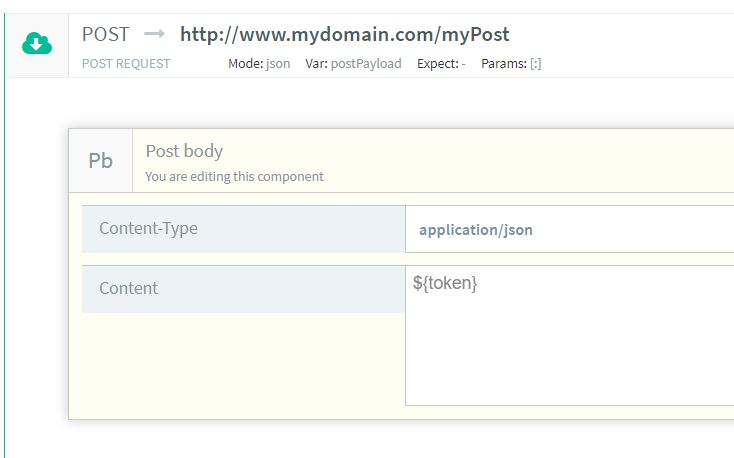 POST → http://www.mydomain.com/myPost
POST REQUEST Mode: json Var: postPayload Expect: - Params: [:]
Pb
Post body
You are editing this component
Content-Type application/json
Content ${token}